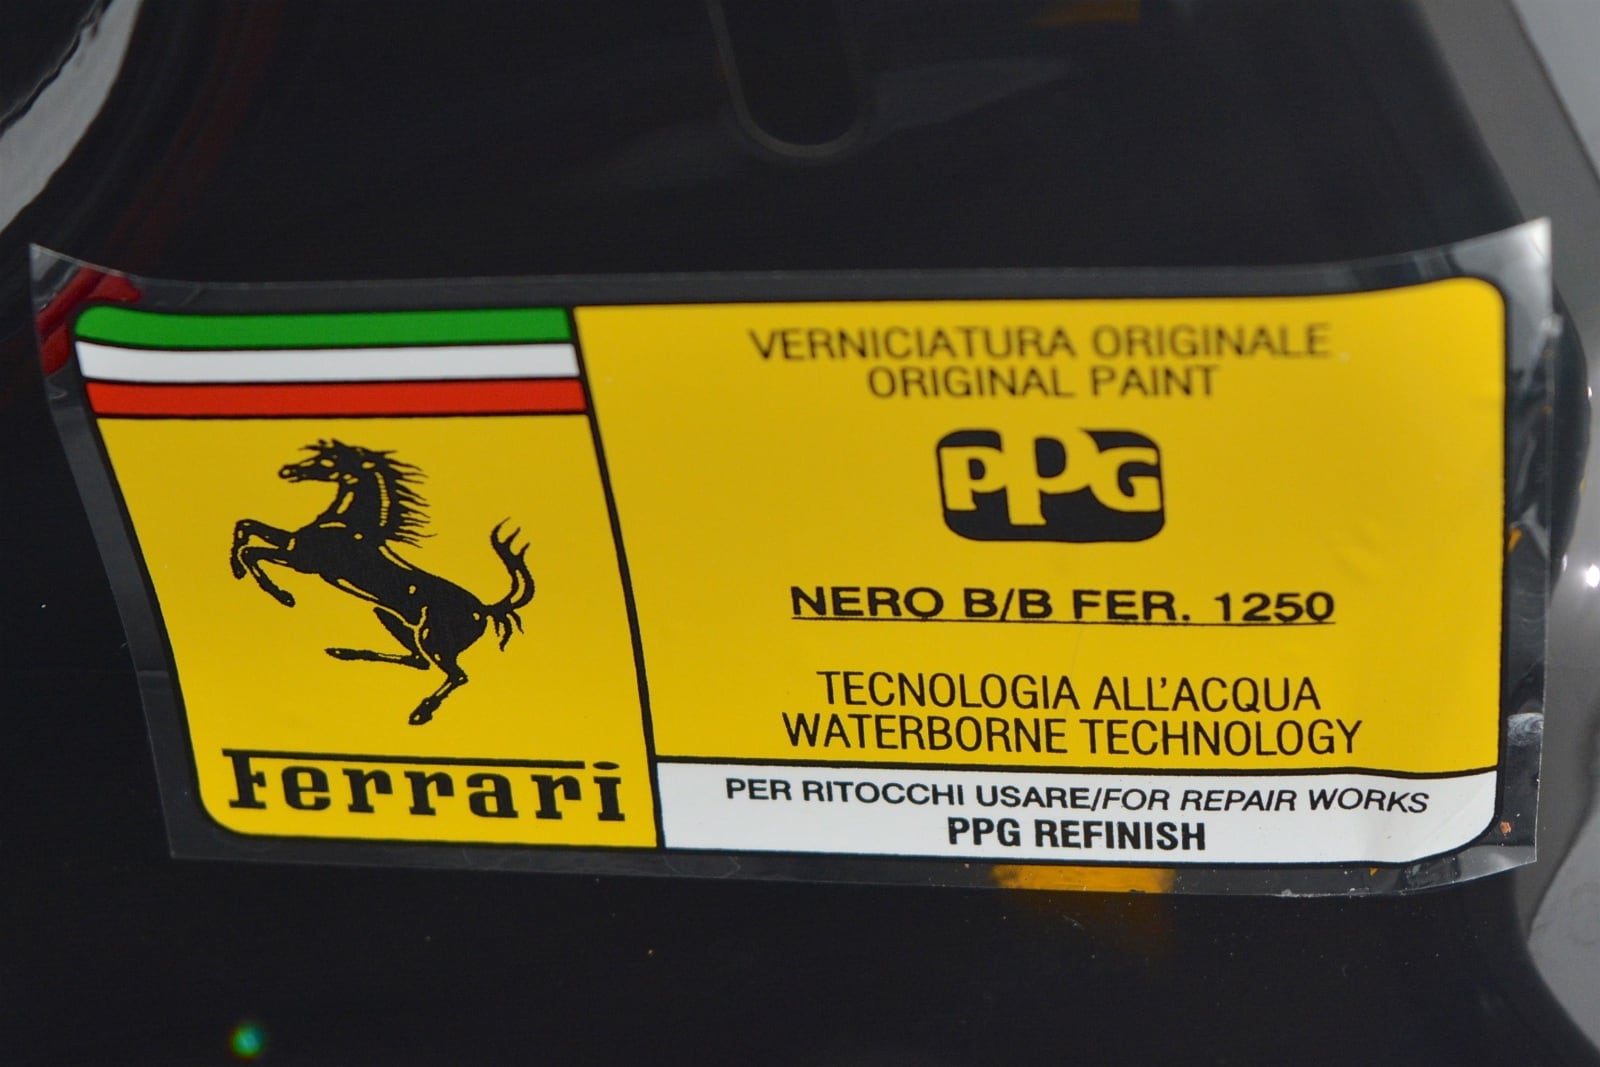 VERNICIATURA ORIGINALE
ORIGINAL PAINT
PPG
NERO B/B FER. 1250
TECNOLOGIA ALL'ACQUA
WATERBORNE TECHNOLOGY
PER RITOCCHI USARE/FOR REPAIR WORKS
PPG REFINISH
Ferrari